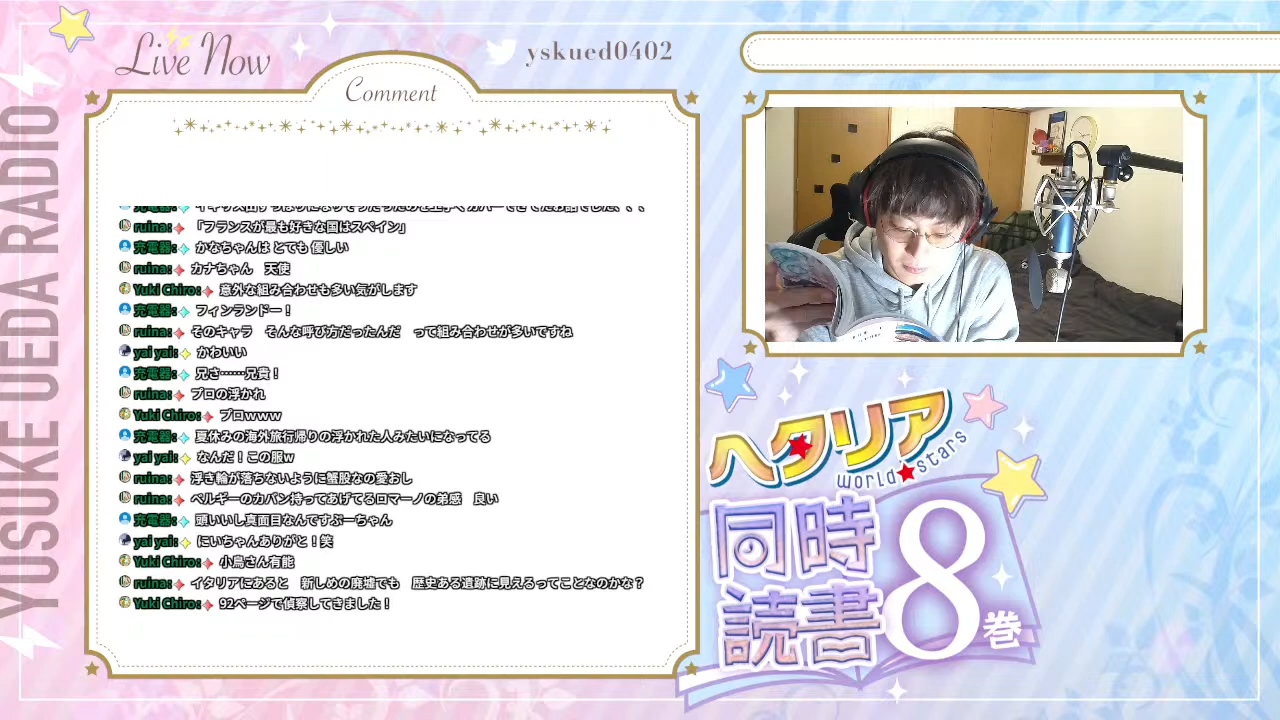 Live Now
yskued0402
Comment
YUSUKE UEDA RADIO
ruina: 「フランスが最も好きな国はスペイン」
充電器: かなちゃんは とても 優しい
ruina: カナちゃん　天使
Yuki Chiro: 意外な組み合わせも多い気がします
充電器: フィンランドー！
ruina: そのキャラ　そんな呼び方だったんだ　って組み合わせが多いですね
yai yai: かわいい
充電器: 兄さ……兄貴！
ruina: プロの浮かれ
Yuki Chiro: プロwww
充電器: 夏休みの海外旅行帰りの浮かれた人みたいになってる
yai yai: なんだ！この服w
ruina: 浮き輪が落ちないように蟹股なの愛おし
ruina: ベルギーのカバン持ってあげてるロマーノの弟感　良い
充電器: 頭いいし真面目なんですぷーちゃん
yai yai: にいちゃんありがと！笑
Yuki Chiro: 小鳥さん有能
ruina: イタリアにあると　新しめの廃墟でも　歴史ある遺跡に見えるってことなのかな？
Yuki Chiro: 92ページで偵察してきました！
ヘタリア
world★stars
同時
読書
8巻